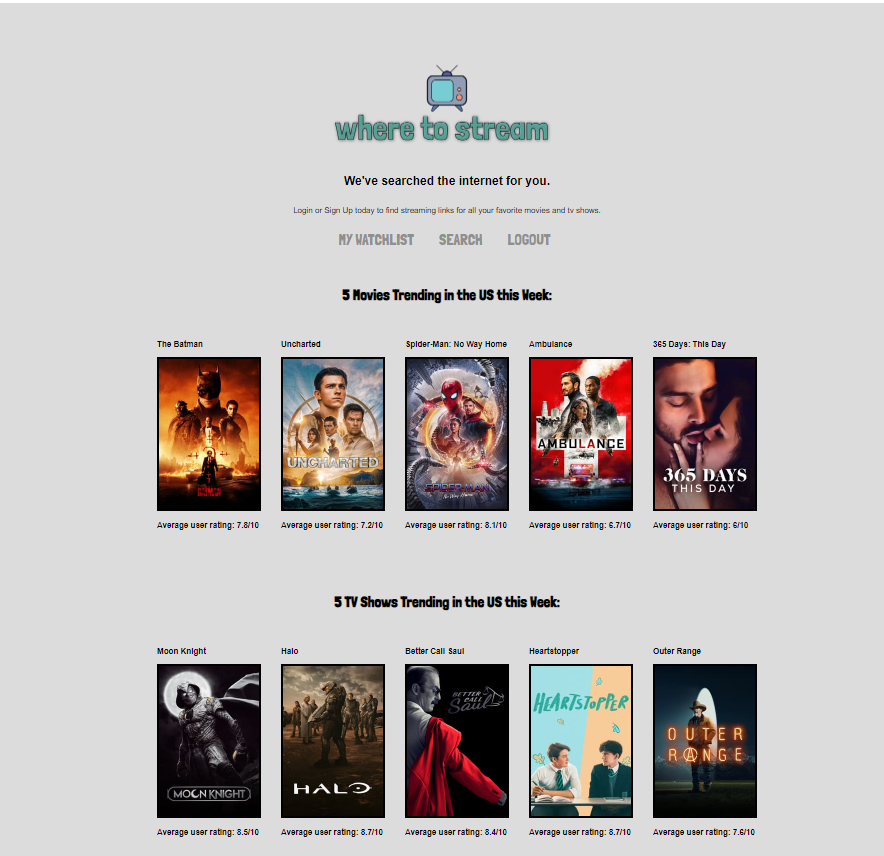 where to stream
We've searched the internet for you.
Login or Sign Up today to find streaming links for all your favorite movies and tv shows.
MY WATCHLIST SEARCH LOGOUT
5 Movies Trending in the US this Week:
The Batman Uncharted Spider-Man: No Way Home Ambulance 365 Days: This Day
UNCHARTED
SPIDER-MAN
No Way Home
AMBULANCE
365 DAYS
THIS DAY
Average user rating: 7.8/10 Average user rating: 7.2/10 Average user rating: 8.1/10 Average user rating: 6.7/10 Average user rating: 6/10
5 TV Shows Trending in the US this Week:
Moon Knight Halo Better Call Saul Heartstopper Outer Range
MOON KNIGHT
HALO
BETTER
CALL
Saul
HEARTSTOPPER
OUTER
RANGE
Average user rating: 8.5/10 Average user rating: 8.7/10 Average user rating: 8.4/10 Average user rating: 8.7/10 Average user rating: 7.6/10